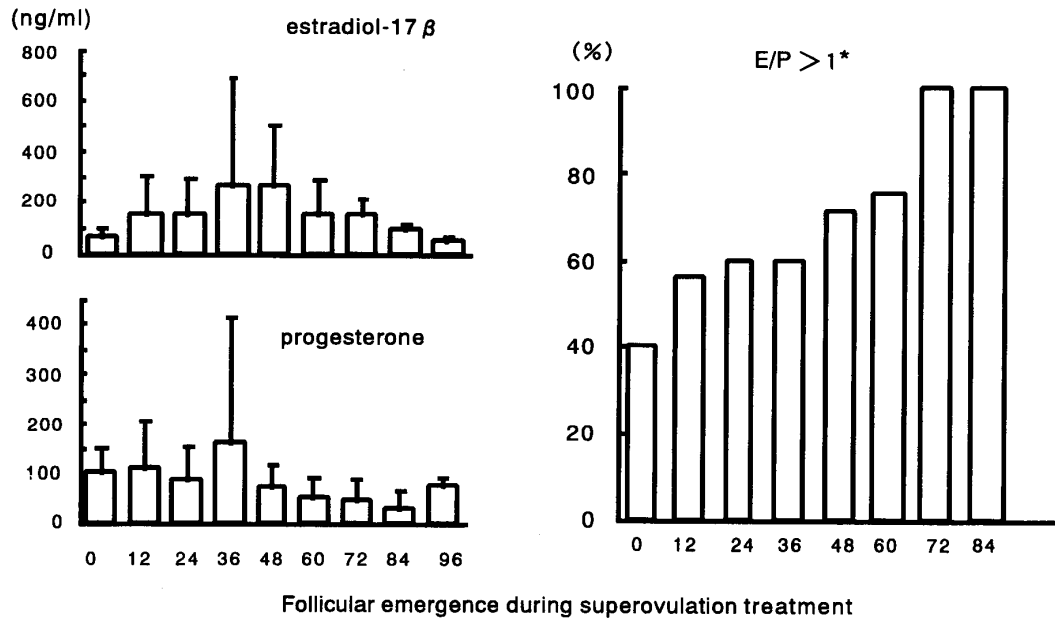 (ng/ml)
estradiol-17 β
800
600
400
200
0
progesterone
400
300
200
100
0
0 12 24 36 48 60 72 84 96
(%)
E/P > 1*
100
80
60
40
20
0
0 12 24 36 48 60 72 84
Follicular emergence during superovulation treatment